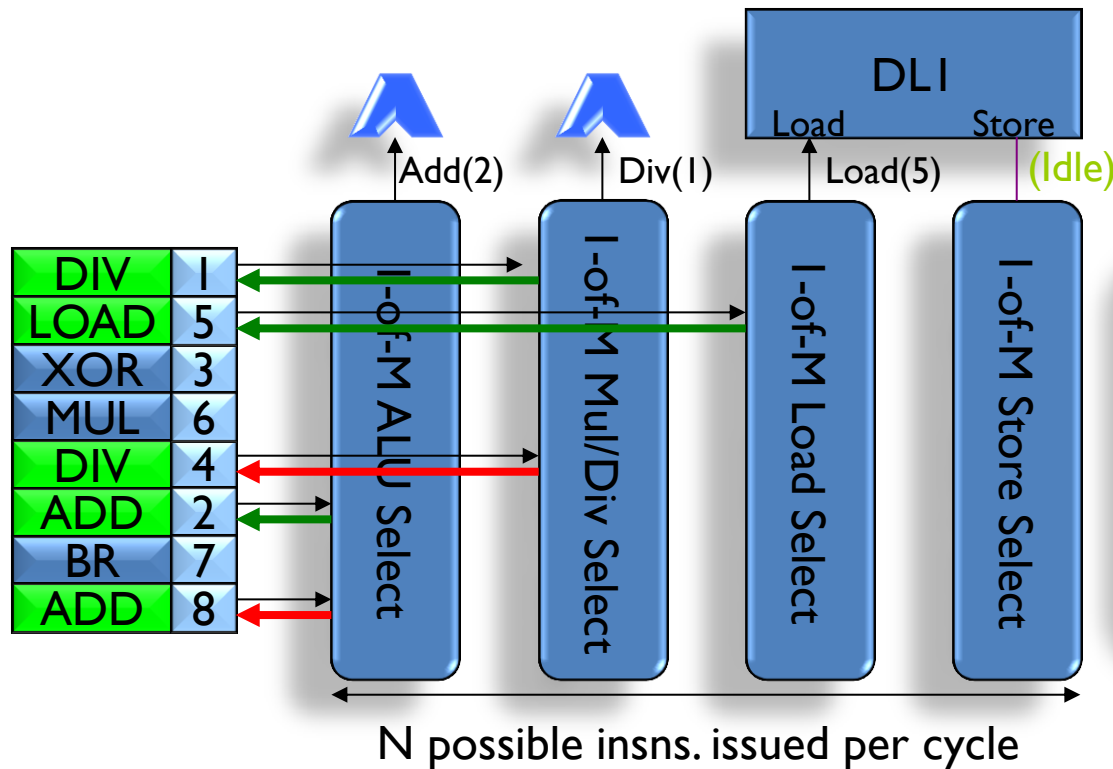 DL1
Load Store
Add(2) Div(1) Load(5) (Idle)
DIV 1
LOAD 5
XOR 3
MUL 6
DIV 4
ADD 2
BR 7
ADD 8
1-of-M ALU Select
1-of-M Mul/Div Select
1-of-M Load Select
1-of-M Store Select
N possible insns. issued per cycle